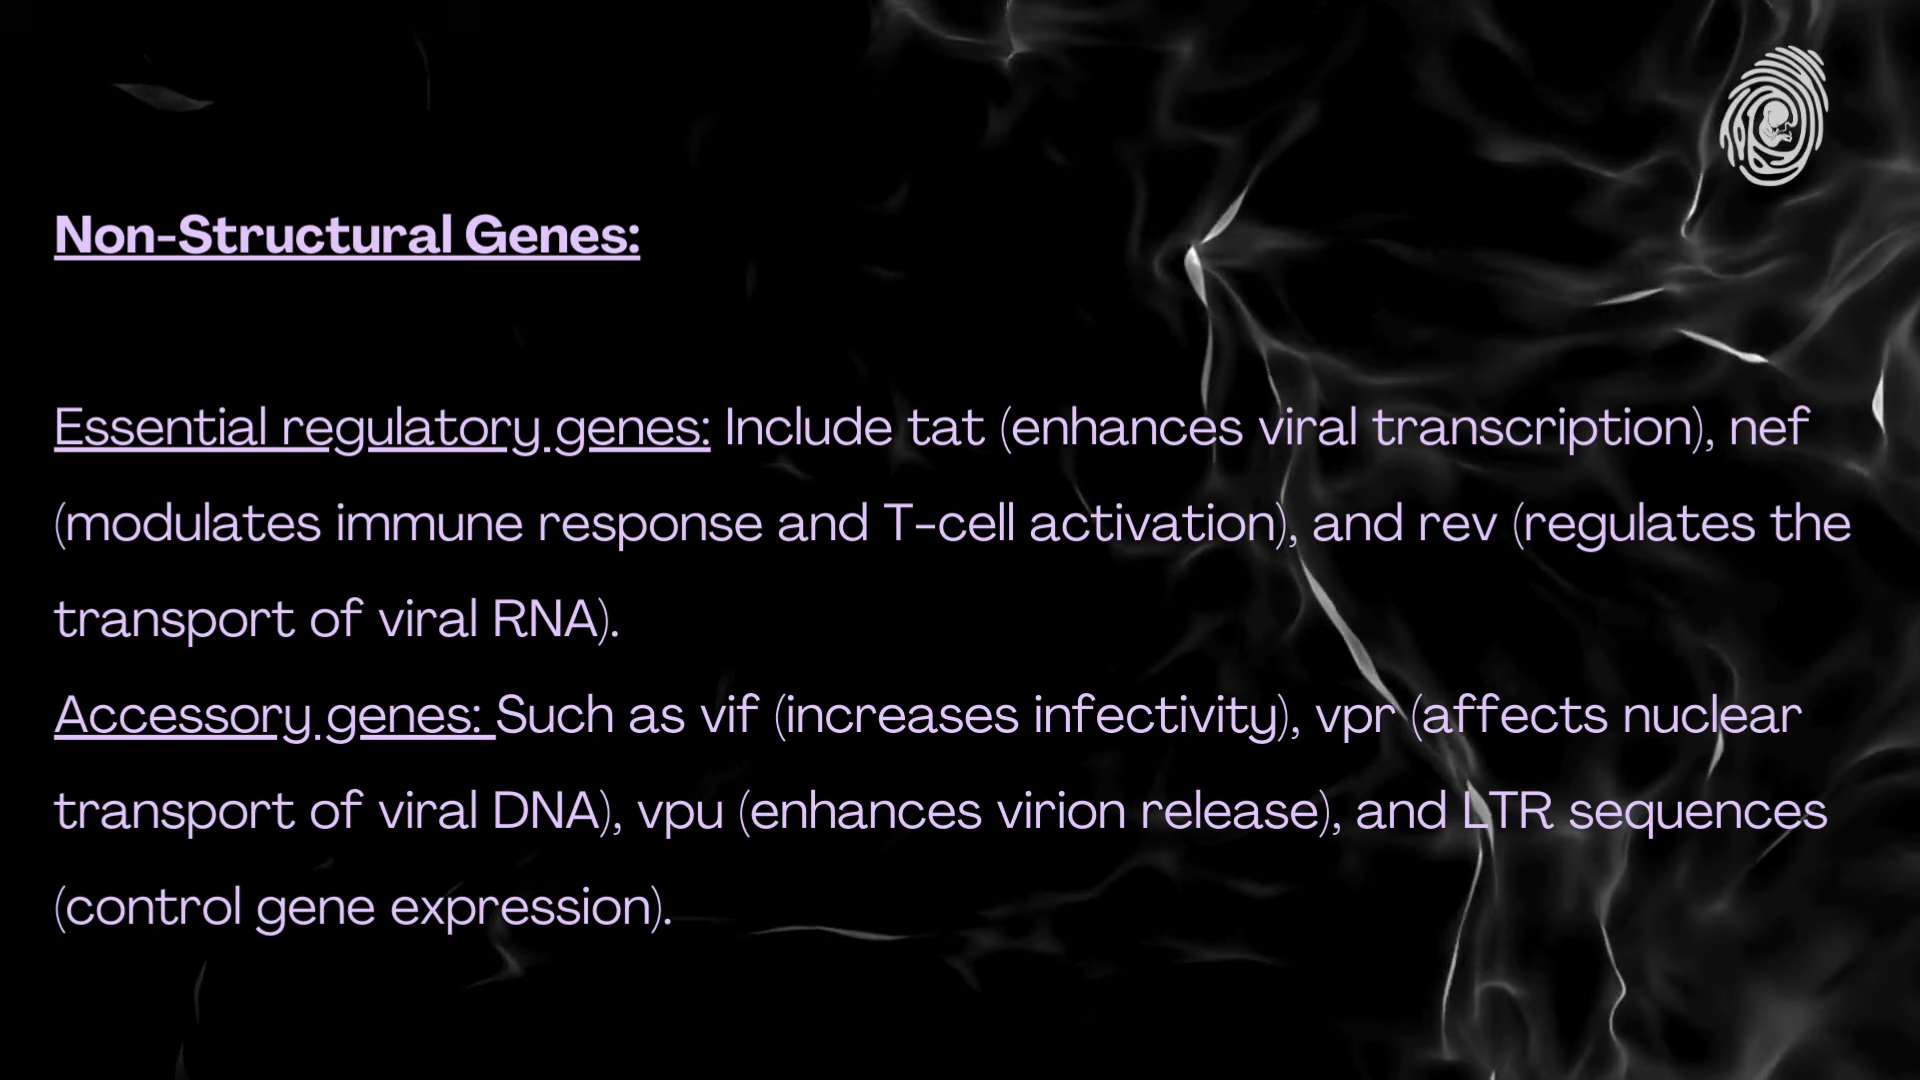 Non-Structural Genes:
Essential regulatory genes: Include tat (enhances viral transcription), nef
(modulates immune response and T-cell activation), and rev (regulates the
transport of viral RNA).
Accessory genes: Such as vif (increases infectivity), vpr (affects nuclear
transport of viral DNA), vpu (enhances virion release), and LTR sequences
(control gene expression).